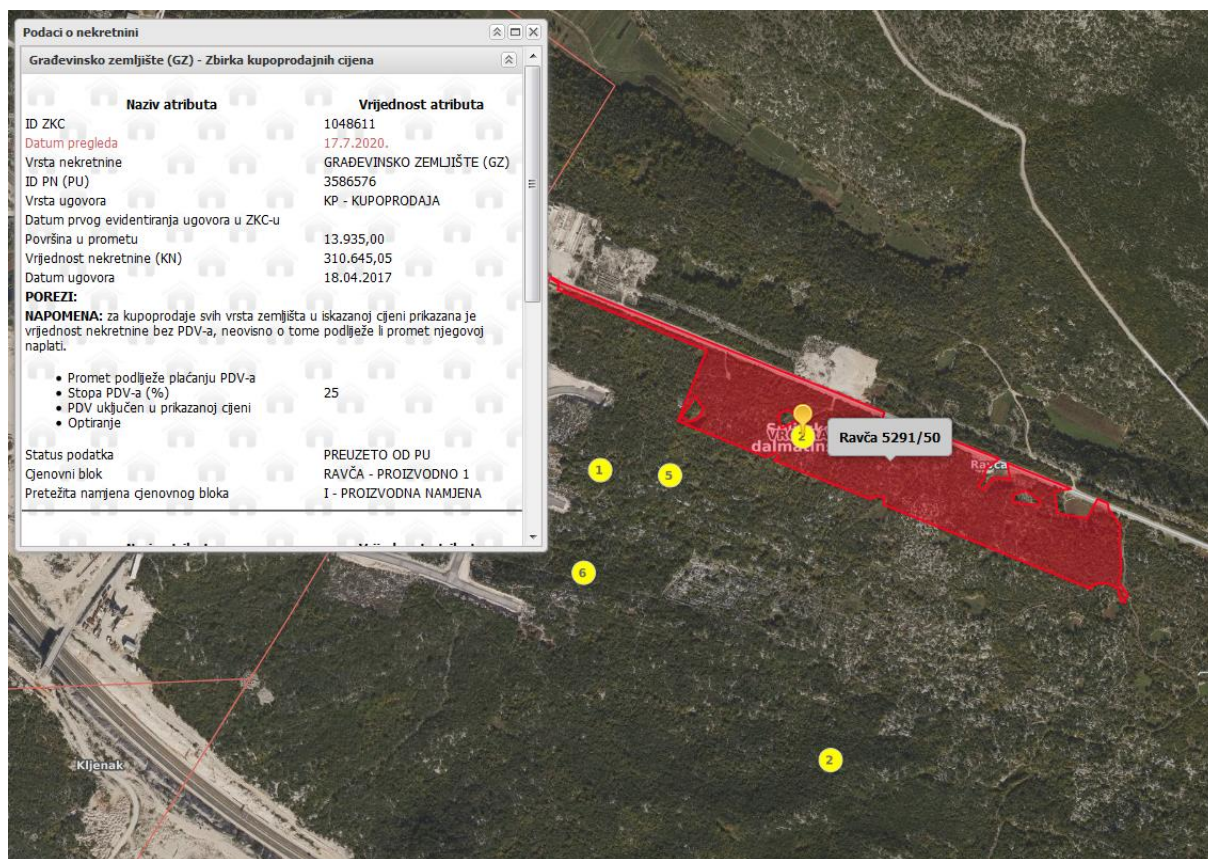 Podaci o nekretnini
Građevinsko zemljište (GZ) - Zbirka kupoprodajnih cijena
Naziv atributa Vrijednost atributa
ID ZKC 1048611
Datum pregleda 17.7.2020.
Vrsta nekretnine GRAĐEVINSKO ZEMLJIŠTE (GZ)
ID PN (PU) 3586576
Vrsta ugovora KP - KUPOPRODAJA
Datum prvog evidentiranja ugovora u ZKC-u
Površina u prometu 13.935,00
Vrijednost nekretnine (KN) 310.645,05
Datum ugovora 18.04.2017
POREZI:
NAPOMENA: za kupoprodaje svih vrsta zemljišta u iskazanoj cijeni prikazana je
vrijednost nekretnine bez PDV-a, neovisno o tome podliježe li promet njegovoj
naplati.
• Promet podliježe plaćanju PDV-a
• Stopa PDV-a (%) 25
• PDV uključen u prikazanoj cijeni
• Optiranje
Status podatka PREUZETO OD PU
Cjenovni blok RAVČA - PROIZVODNO 1
Pretežita namjena cjenovnog bloka I - PROIZVODNA NAMJENA
2
Ravča 5291/50
Ravča
1
5
6
2
Kljenak